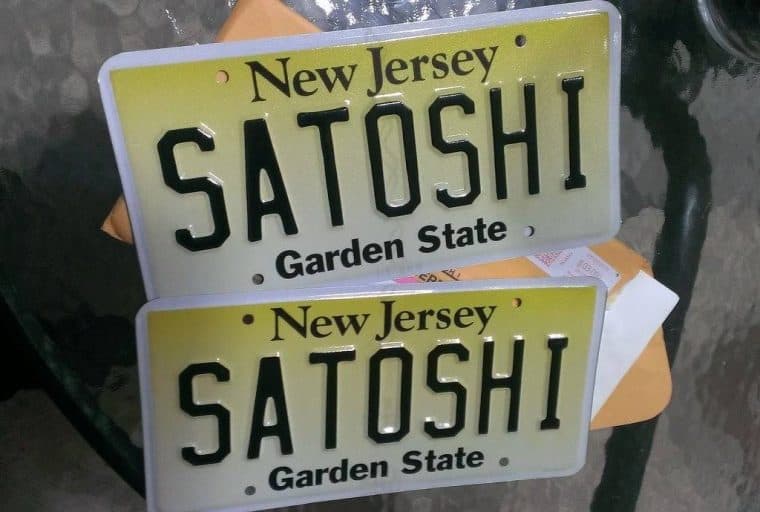 New Jersey
SATOSHI
Garden State
New Jersey
SATOSHI
Garden State